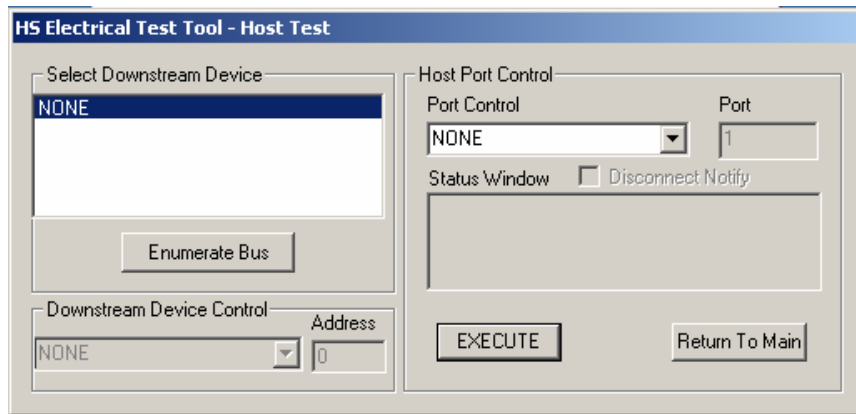 HS Electrical Test Tool - Host Test
Select Downstream Device
NONE
Enumerate Bus
Downstream Device Control
Address
NONE
0
Host Port Control
Port Control
Port
NONE
1
Status Window
Disconnect Notify
EXECUTE
Return To Main